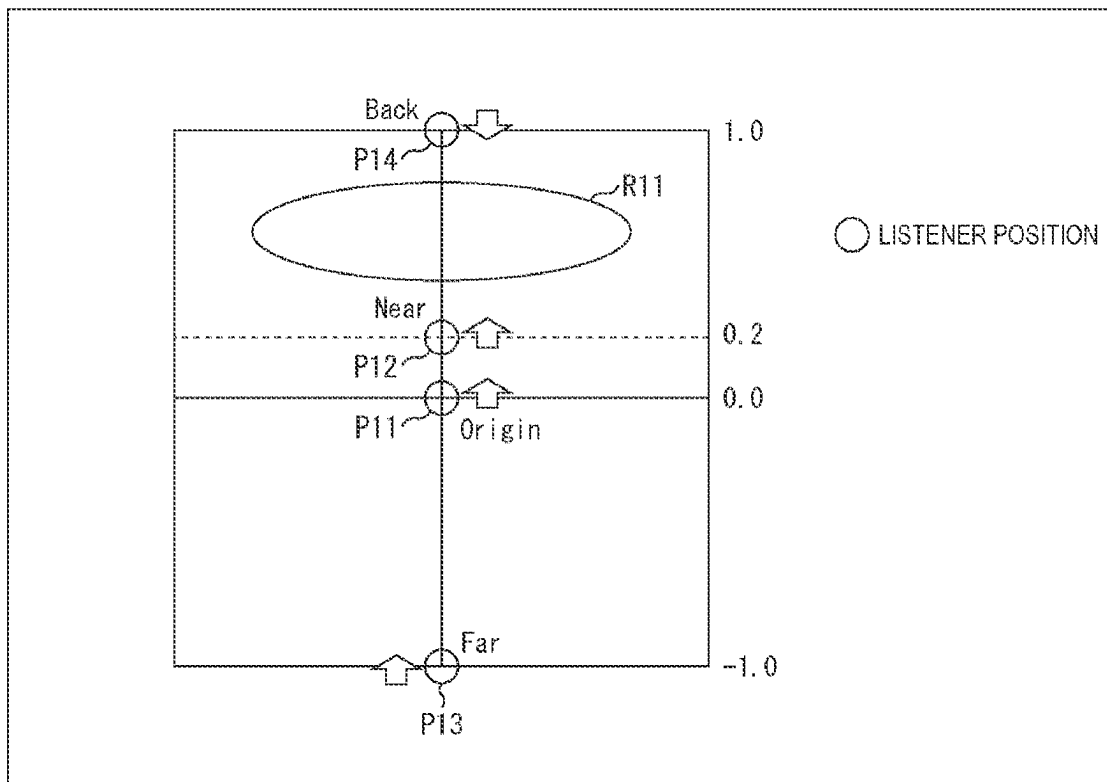 Back
1.0
P14
R11
LISTENER POSITION
Near
0.2
P12
0.0
P11
Origin
Far
-1.0
P13